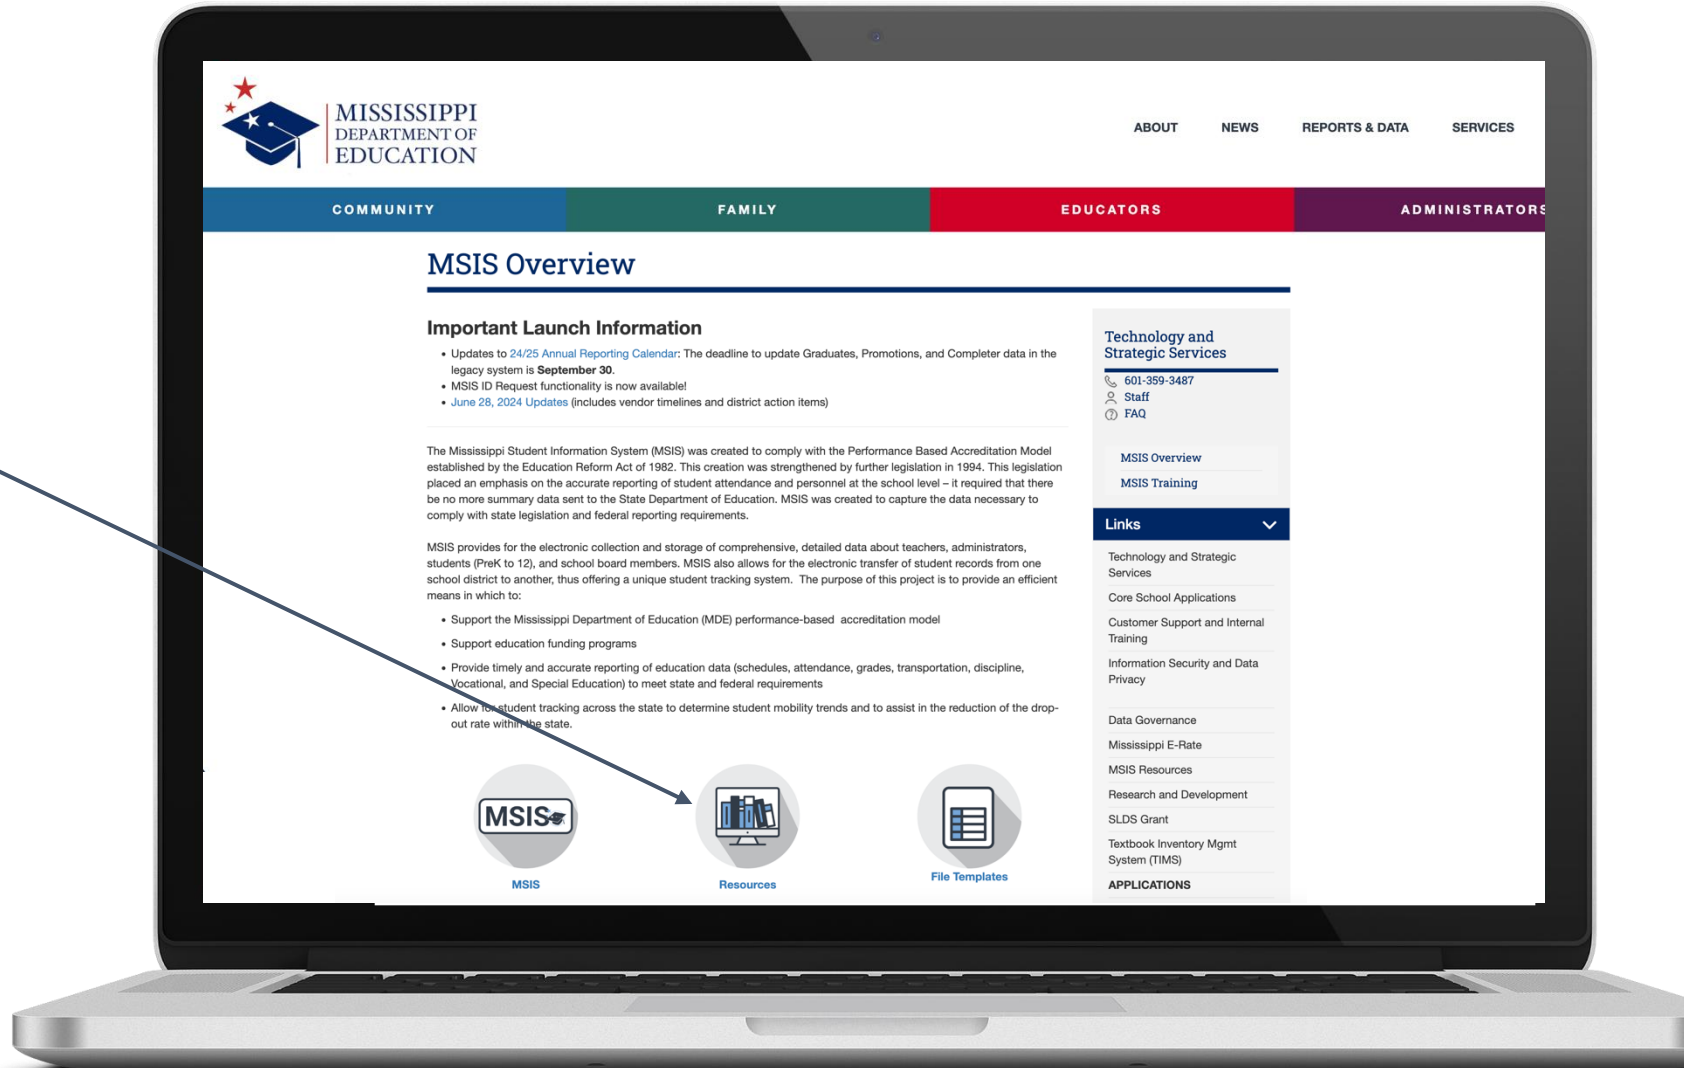 MISSISSIPPI
DEPARTMENT OF
EDUCATION
ABOUT NEWS REPORTS & DATA SERVICES
COMMUNITY FAMILY EDUCATORS ADMINISTRATORS
MSIS Overview
Important Launch Information
• Updates to 24/25 Annual Reporting Calendar: The deadline to update Graduates, Promotions, and Completer data in the
legacy system is September 30.
• MSIS ID Request functionality is now available!
• June 28, 2024 Updates (includes vendor timelines and district action items)
The Mississippi Student Information System (MSIS) was created to comply with the Performance Based Accreditation Model
established by the Education Reform Act of 1982. This creation was strengthened by further legislation in 1994. This legislation
placed an emphasis on the accurate reporting of student attendance and personnel at the school level – it required that there
be no more summary data sent to the State Department of Education. MSIS was created to capture the data necessary to
comply with state legislation and federal reporting requirements.
MSIS provides for the electronic collection and storage of comprehensive, detailed data about teachers, administrators,
students (PreK to 12), and school board members. MSIS also allows for the electronic transfer of student records from one
school district to another, thus offering a unique student tracking system. The purpose of this project is to provide an efficient
means in which to:
• Support the Mississippi Department of Education (MDE) performance-based accreditation model
• Support education funding programs
• Provide timely and accurate reporting of education data (schedules, attendance, grades, transportation, discipline,
Vocational, and Special Education) to meet state and federal requirements
• Allow for student tracking across the state to determine student mobility trends and to assist in the reduction of the drop-
out rate within the state.
MSIS
MSIS
Resources
File Templates
Technology and
Strategic Services
601-359-3487
Staff
FAQ
MSIS Overview
MSIS Training
Links
Technology and Strategic
Services
Core School Applications
Customer Support and Internal
Training
Information Security and Data
Privacy
Data Governance
Mississippi E-Rate
MSIS Resources
Research and Development
SLDS Grant
Textbook Inventory Mgmt
System (TIMS)
APPLICATIONS